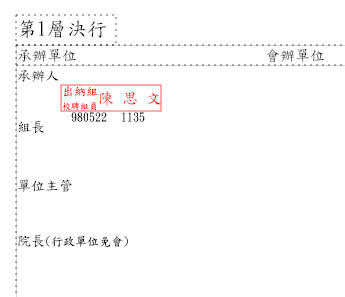 第1層決行
承辦單位 會辦單位
承辦人
出納組
校聘組員 陳思文
980522 1135
組長
單位主管
院長(行政單位免會)